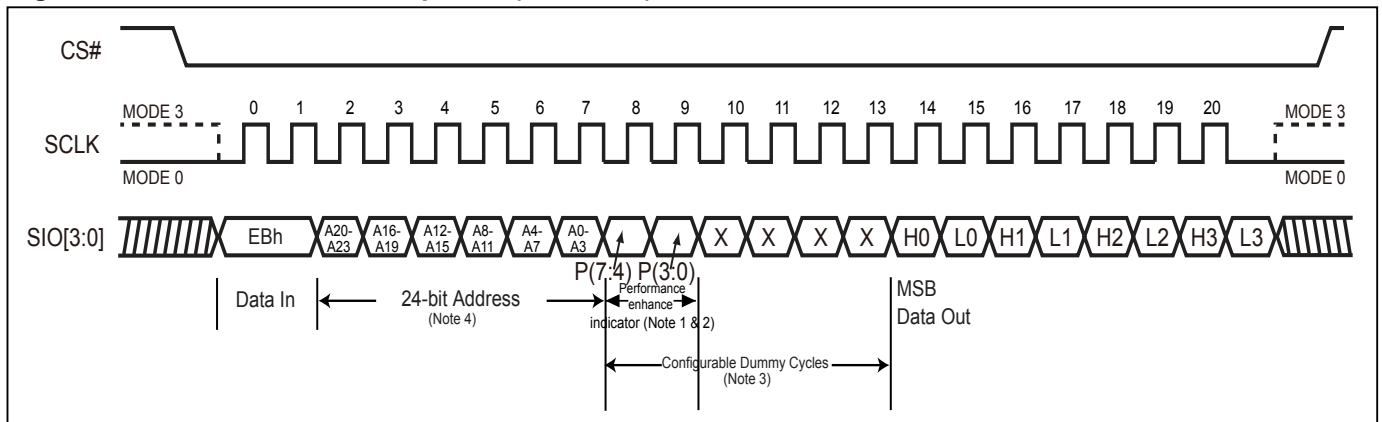 CS#
MODE 3
0 1 2 3 4 5 6 7 8 9 10 11 12 13 14 15 16 17 18 19 20
MODE 3
SCLK
MODE 0
MODE 0
SIO[3:0]
EBh
A20-
A23
A16-
A19
A12-
A15
A8-
A11
A4-
A7
A0-
A3
X X X X H0 L0 H1 L1 H2 L2 H3 L3
P(7:4) P(3:0)
Data In
24-bit Address
(Note 4)
Performance
enhance
indicator (Note 1 & 2)
MSB
Data Out
Configurable Dummy Cycles
(Note 3)